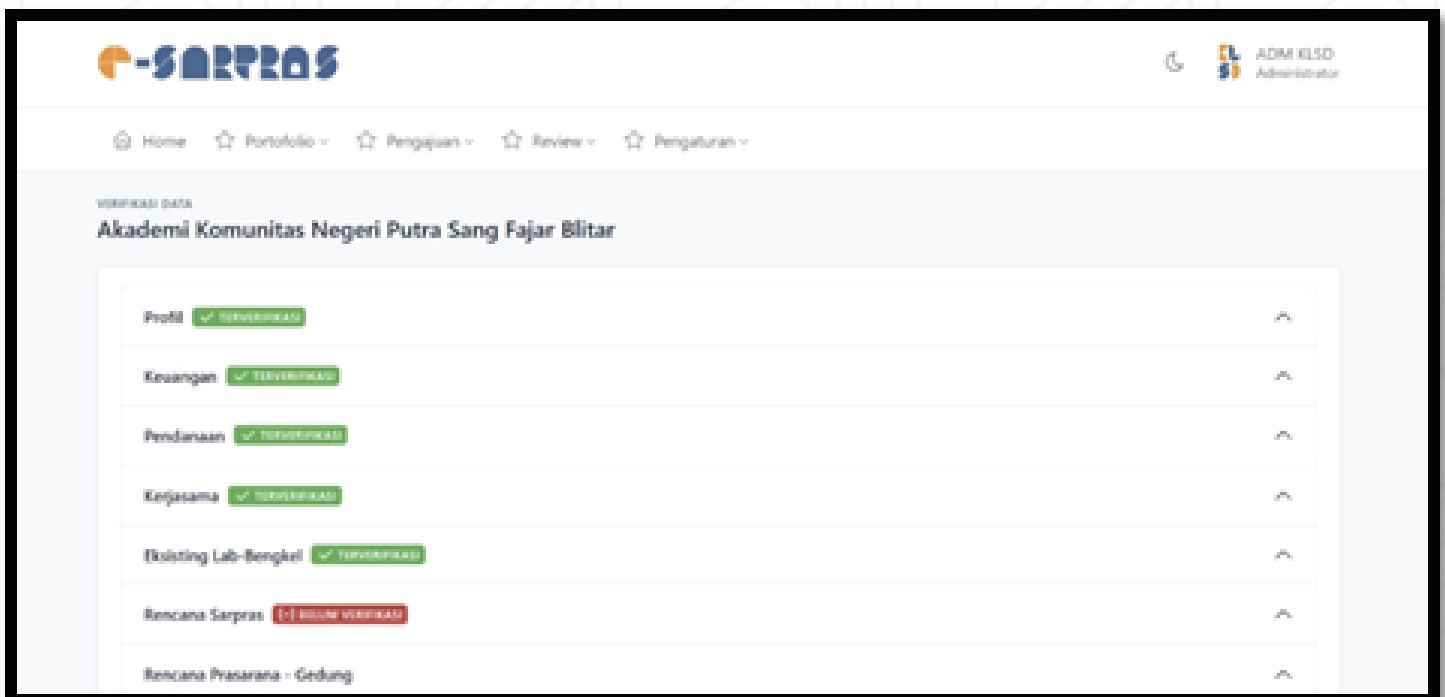 e-SARPRAS
ADM KLSD
Administrator
Home Portofolio Pengajuan Review Pengaturan
VERIFIKASI DATA
Akademi Komunitas Negeri Putra Sang Fajar Blitar
Profil TERVERIFIKASI
Keuangan TERVERIFIKASI
Pendanaan TERVERIFIKASI
Kerjasama TERVERIFIKASI
Eksisting Lab-Bengkel TERVERIFIKASI
Rencana Sarpras [-] BELUM VERIFIKASI
Rencana Prasarana - Gedung